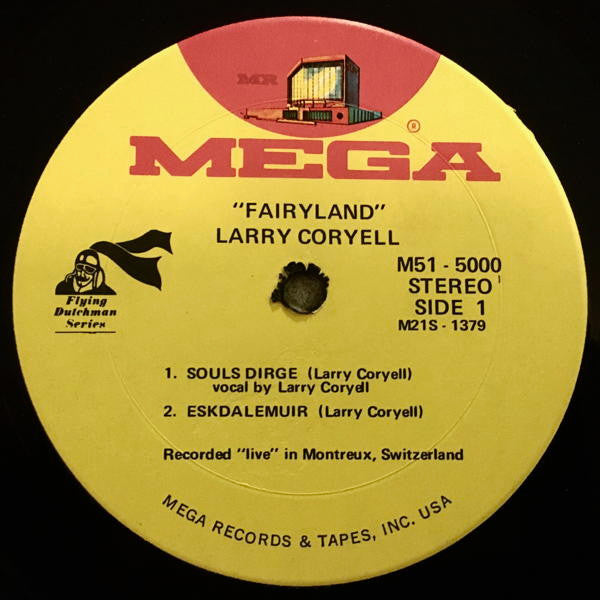 MR
MEGA
®
"FAIRYLAND"
LARRY CORYELL
Flying
Dutchman
Series
M51 - 5000
STEREO
SIDE 1
M21S - 1379
1. SOULS DIRGE (Larry Coryell)
vocal by Larry Coryell
2. ESKDALEMUIR (Larry Coryell)
Recorded "live" in Montreux, Switzerland
MEGA RECORDS & TAPES, INC. USA